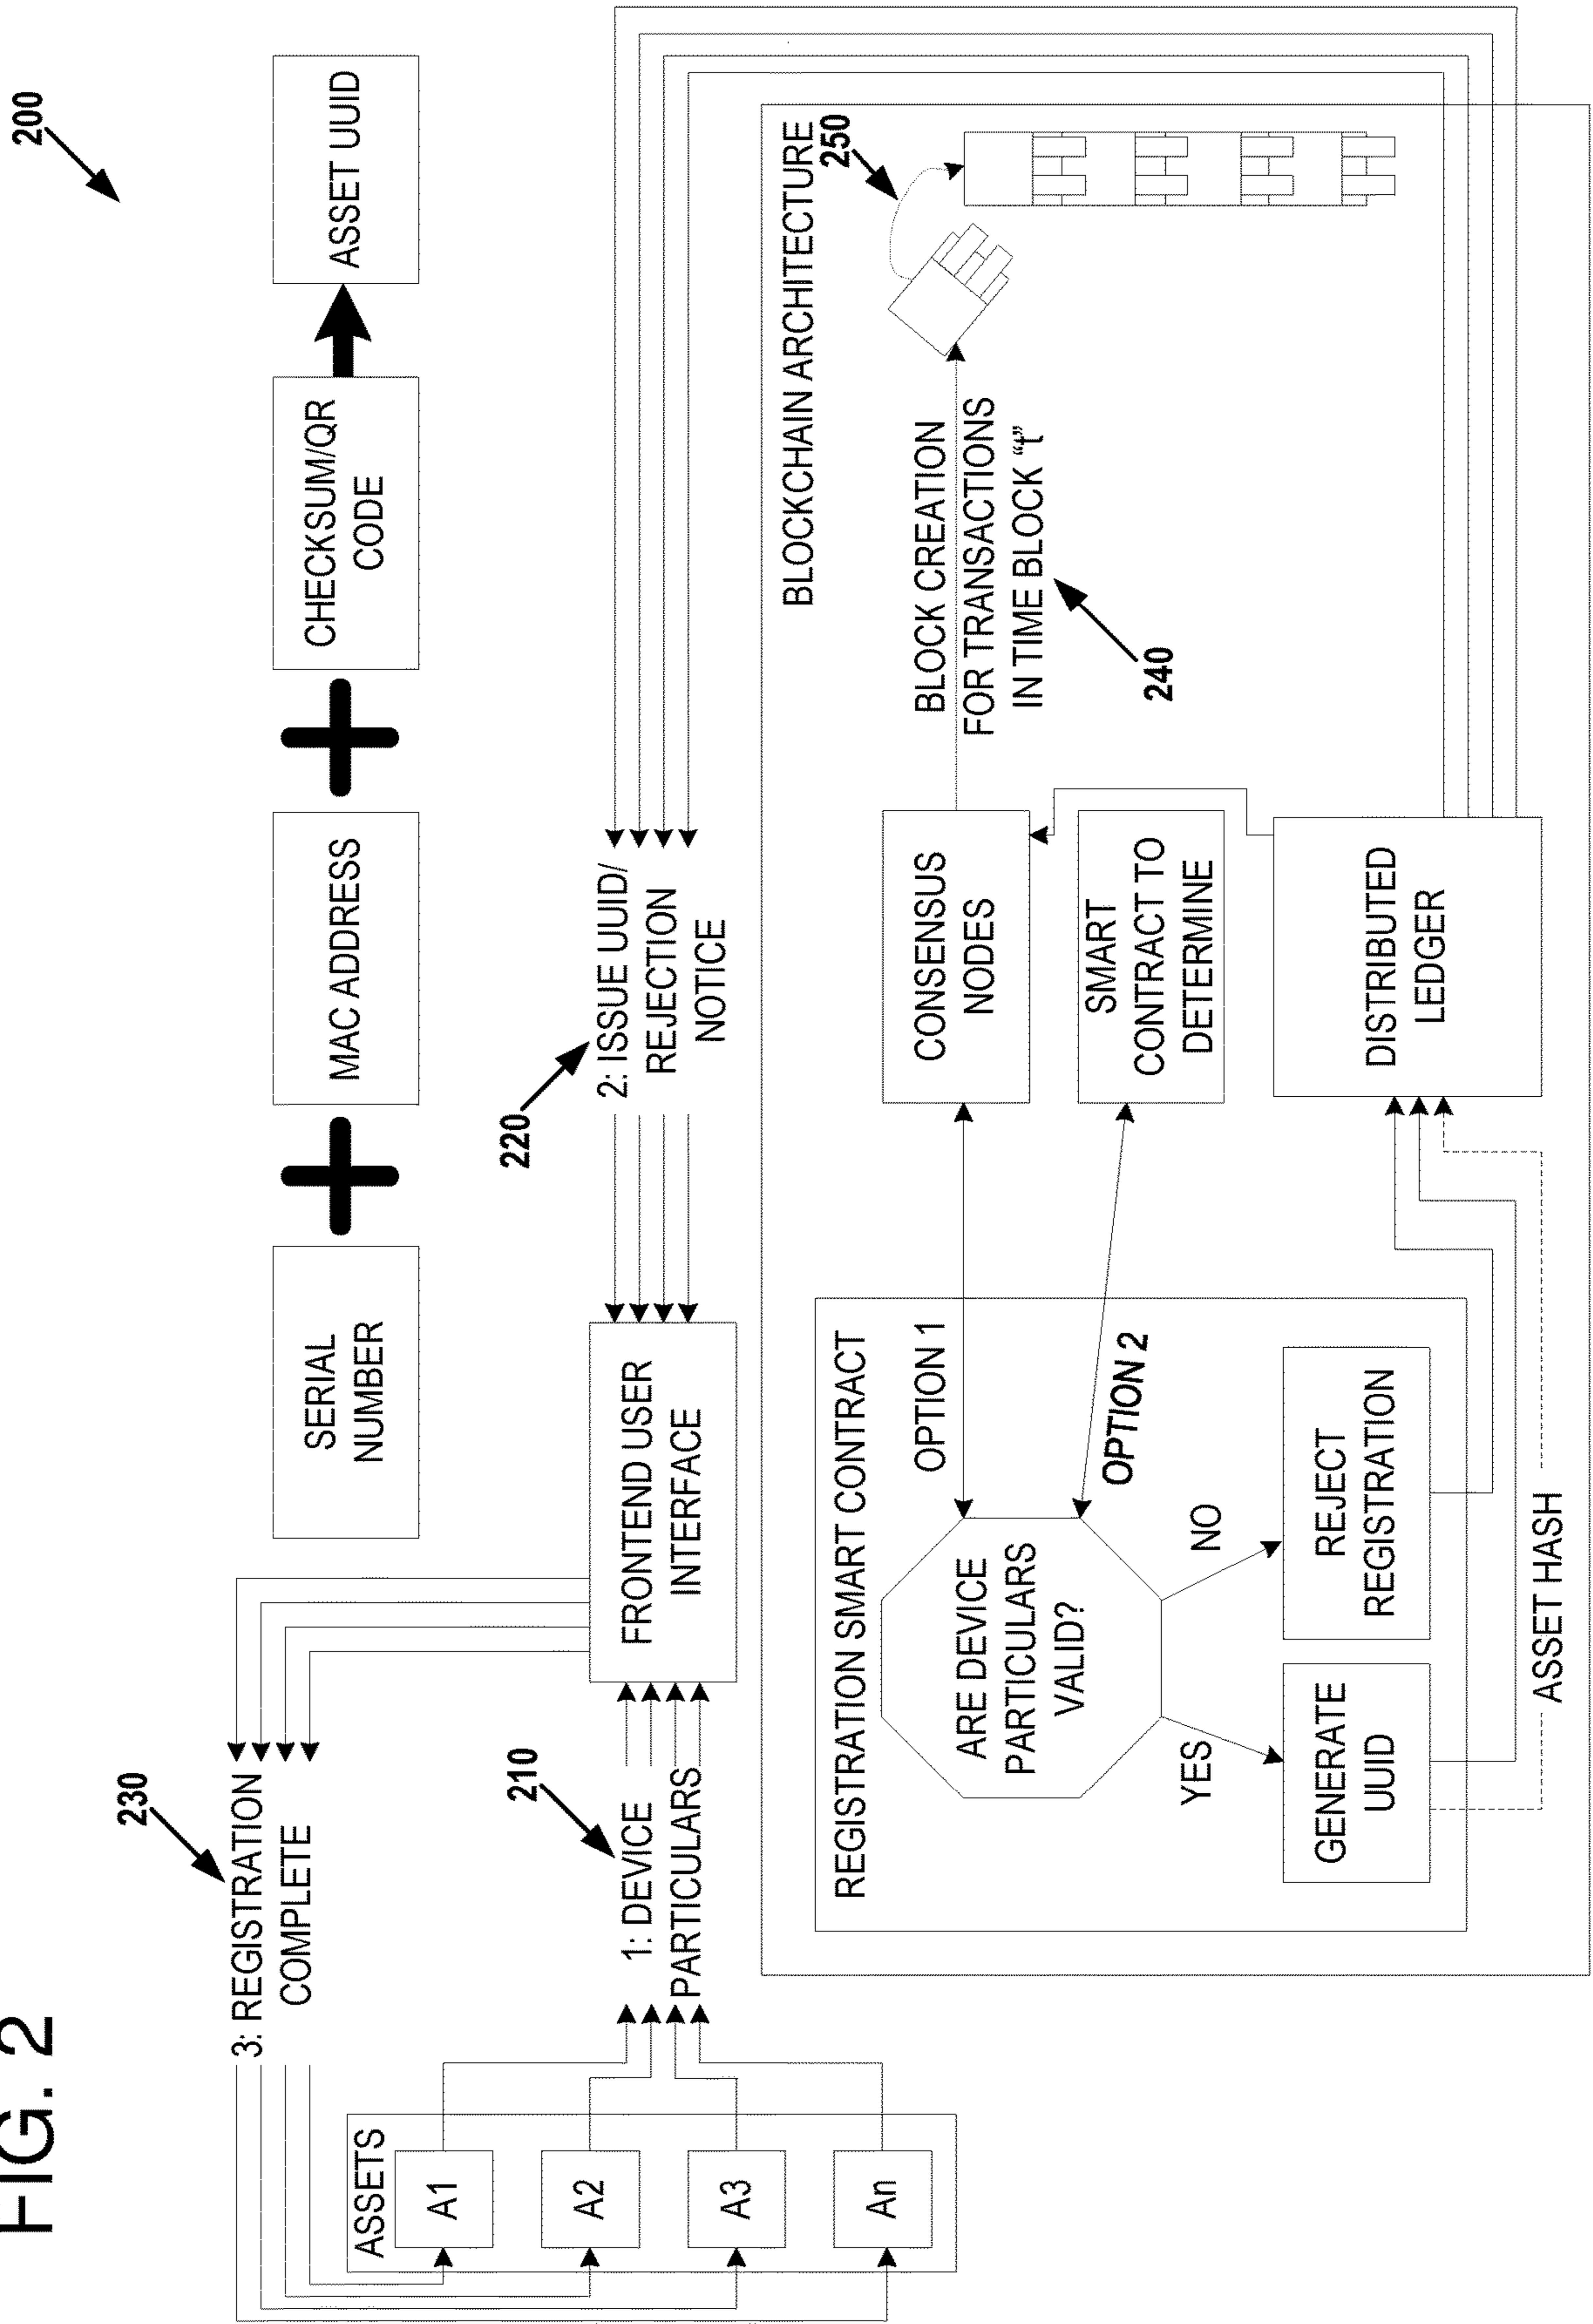 FIG. 2
200
SERIAL
NUMBER
MAC ADDRESS
CHECKSUM/QR
CODE
ASSET UUID
230
3: REGISTRATION
COMPLETE
ASSETS
A1
A2
A3
An
210
1: DEVICE
PARTICULARS
FRONTEND USER
INTERFACE
220
2: ISSUE UUID/
REJECTION
NOTICE
BLOCKCHAIN ARCHITECTURE
REGISTRATION SMART CONTRACT
ARE DEVICE
PARTICULARS
VALID?
OPTION 1
OPTION 2
YES
NO
GENERATE
UUID
REJECT
REGISTRATION
ASSET HASH
CONSENSUS
NODES
SMART
CONTRACT TO
DETERMINE
DISTRIBUTED
LEDGER
BLOCK CREATION
FOR TRANSACTIONS
IN TIME BLOCK “t”
240
250